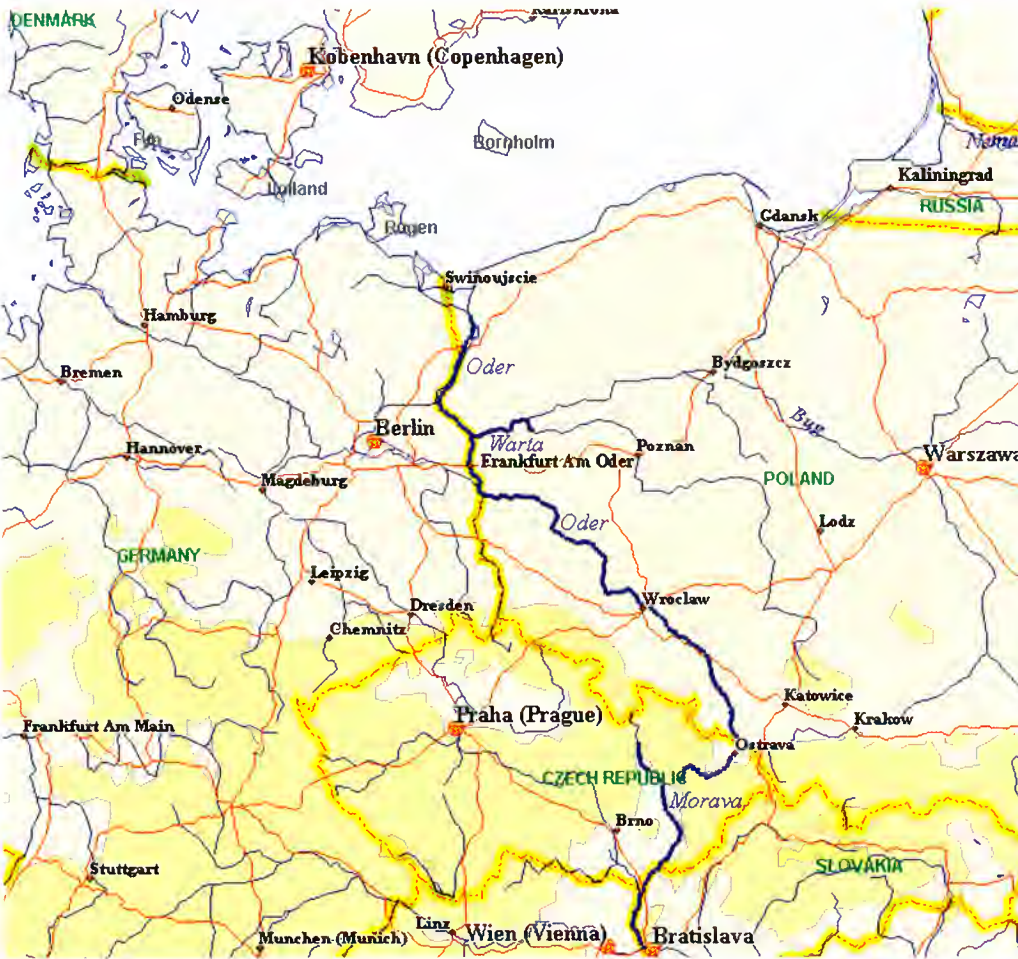 DENMARK
København (Copenhagen)
Odense
Bornholm
Lolland
Rugen
Kaliningrad
RUSSIA
Gdansk
Swinoujscie
Hamburg
Oder
Bydgoszcz
Bremen
Bug
Berlin
Hannover
Warta
Poznan
Warszawa
Frankfurt Am Oder
Magdeburg
POLAND
Oder
Lodz
GERMANY
Leipzig
Wroclaw
Dresden
Chemnitz
Katowice
Praha (Prague)
Krakow
Frankfurt Am Main
Ostrava
CZECH REPUBLIC
Morava
Brno
Stuttgart
SLOVAKIA
Linz
Wien (Vienna)
Bratislava
Munchen (Munich)